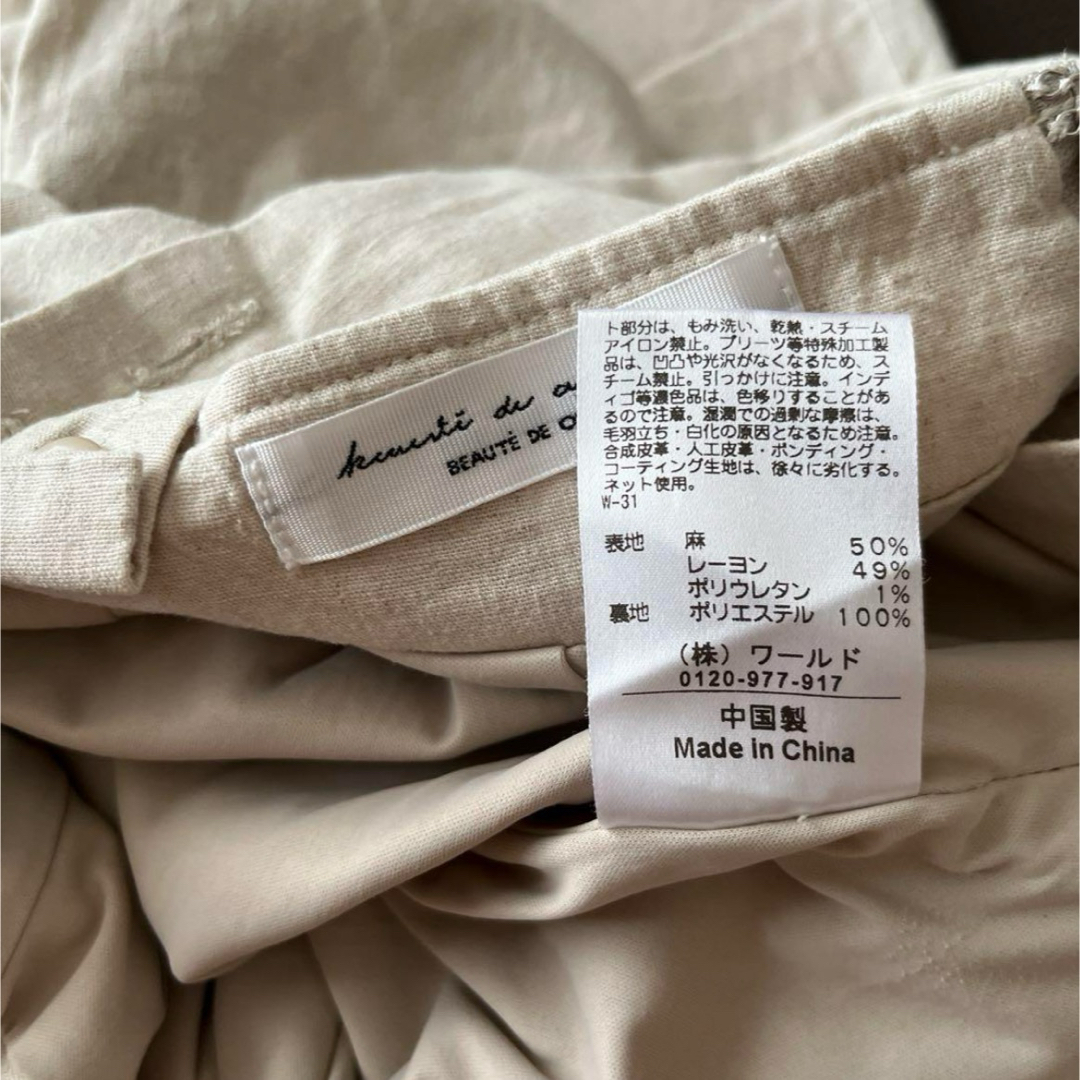 BEAUTÉ DE
ト部分は、もみ洗い、乾熱・スチーム
アイロン禁止。プリーツ等特殊加工製
品は、凹凸や光沢がなくなるため、ス
チーム禁止。引っかけに注意。インデ
ィゴ等濃色品は、色移りすることがあ
るので注意。湿潤での過剰な摩擦は、
毛羽立ち・白化の原因となるため注意。
合成皮革・人工皮革・ボンディング・
コーティング生地は、徐々に劣化する。
ネット使用。
W-31
表地 麻 50%
レーヨン 49%
ポリウレタン 1%
裏地 ポリエステル 100%
（株）ワールド
0120-977-917
中国製
Made in China